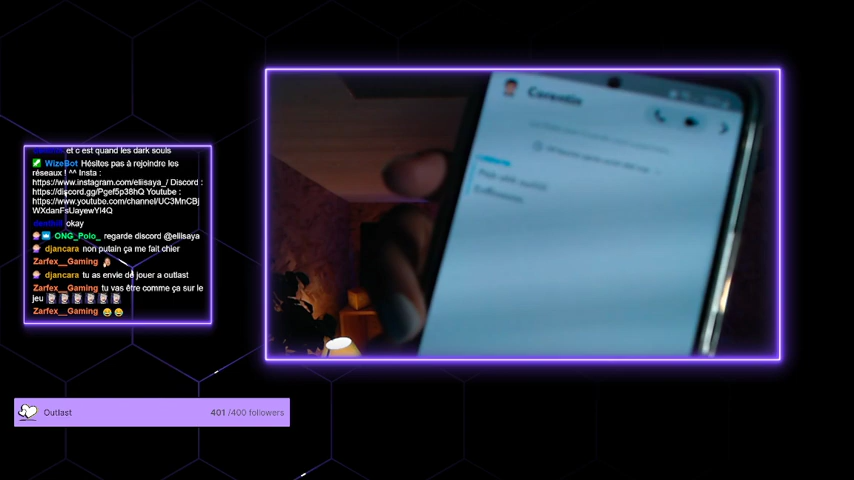 et c est quand les dark souls
WizeBot Hésites pas à rejoindre les
réseaux ! ^^ Insta :
https://www.instagram.com/eliisaya_/ Discord :
https://discord.gg/Pgef5p38hQ Youtube :
https://www.youtube.com/channel/UC3MnCBj
WXdanFsUayewYl4Q
okay
ONG_Polo_ regarde discord @eliisaya
djancara non putain ça me fait chier
Zarfex__Gaming
djancara tu as envie de jouer a outlast
Zarfex__Gaming tu vas être comme ça sur le
jeu
Zarfex__Gaming
Outlast 401 /400 followers
Corentin